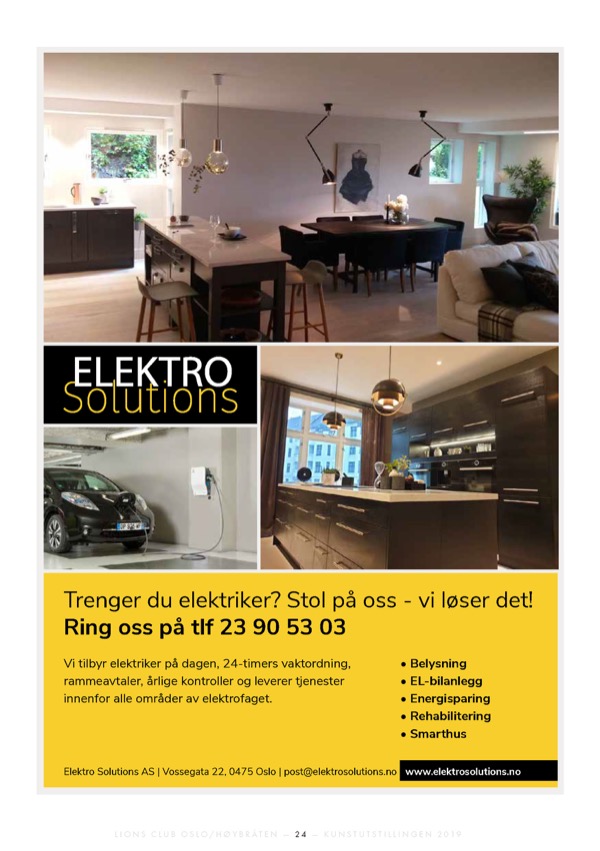 ELEKTRO
Solutions
Trenger du elektriker? Stol på oss - vi løser det!
Ring oss på tlf 23 90 53 03
Vi tilbyr elektriker på dagen, 24-timers vaktordning,
rammeavtaler, årlige kontroller og leverer tjenester
innenfor alle områder av elektrofaget.
• Belysning
• EL-bilanlegg
• Energisparing
• Rehabilitering
• Smarthus
Elektro Solutions AS | Vossegata 22, 0475 Oslo | post@elektrosolutions.no www.elektrosolutions.no
LIONS CLUB OSLO/HØYBRÅTEN — 24 — KUNSTUTSTILLINGEN 2019